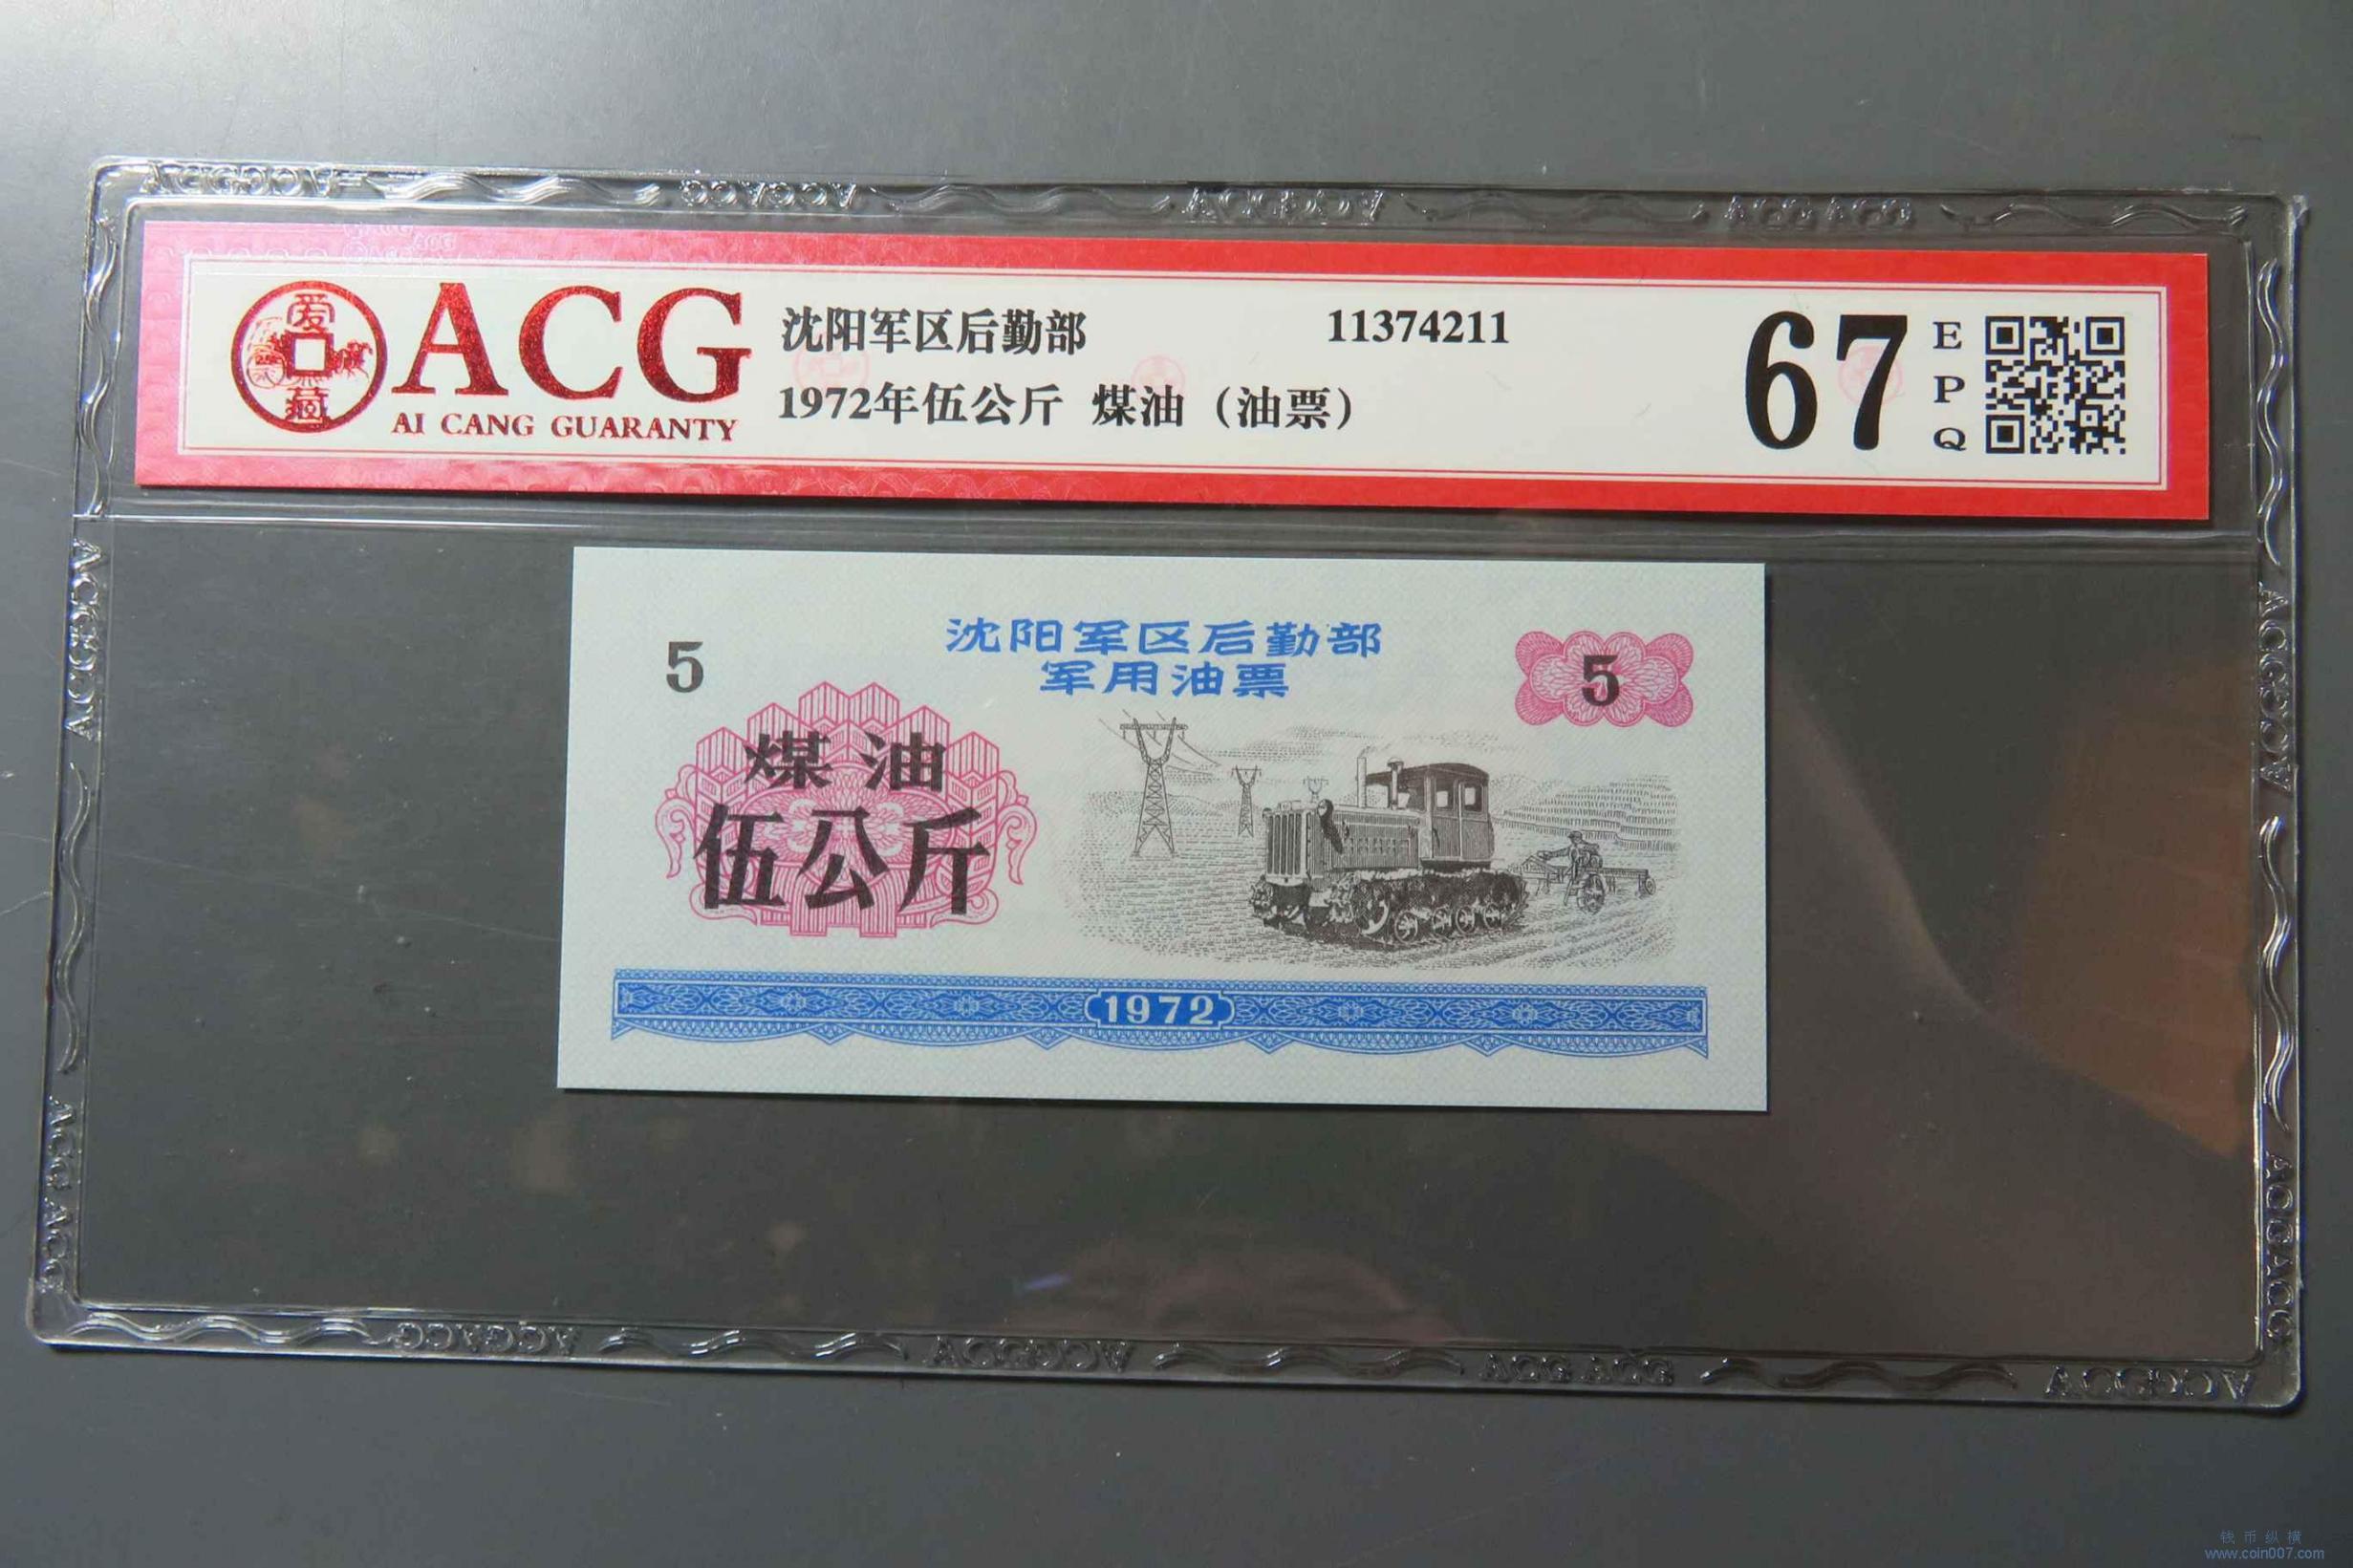 爱藏
ACG
AI CANG GUARANTY
沈阳军区后勤部 11374211
1972年伍公斤 煤油（油票）
67
E
P
Q
沈阳军区后勤部
军用油票
5
5
煤油
伍公斤
1972
钱币纵横
www.coin007.com